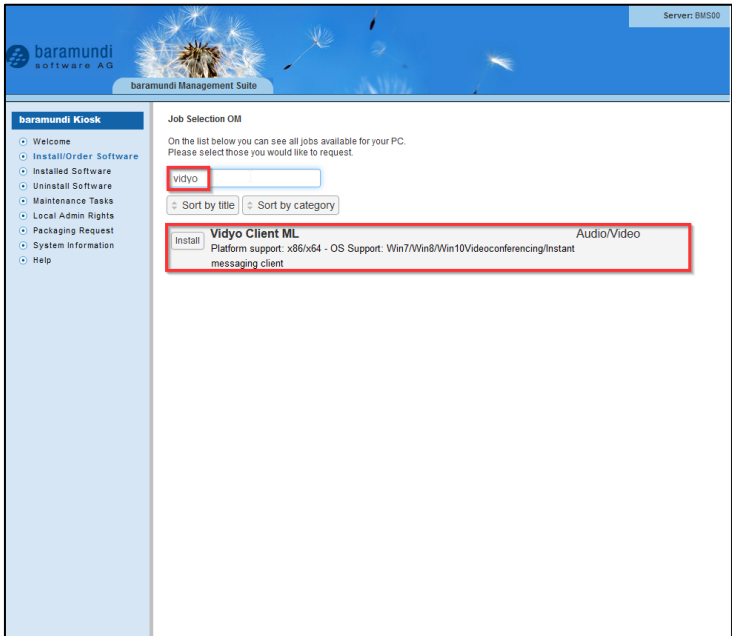 Server: BMS00
baramundi
software AG
baramundi Management Suite
baramundi Kiosk
Welcome
Install/Order Software
Installed Software
Uninstall Software
Maintenance Tasks
Local Admin Rights
Packaging Request
System Information
Help
Job Selection OM
On the list below you can see all jobs available for your PC.
Please select those you would like to request.
vidyo
Sort by title Sort by category
Install Vidyo Client ML Audio/Video
Platform support: x86/x64 - OS Support: Win7/Win8/Win10Videoconferencing/Instant
messaging client